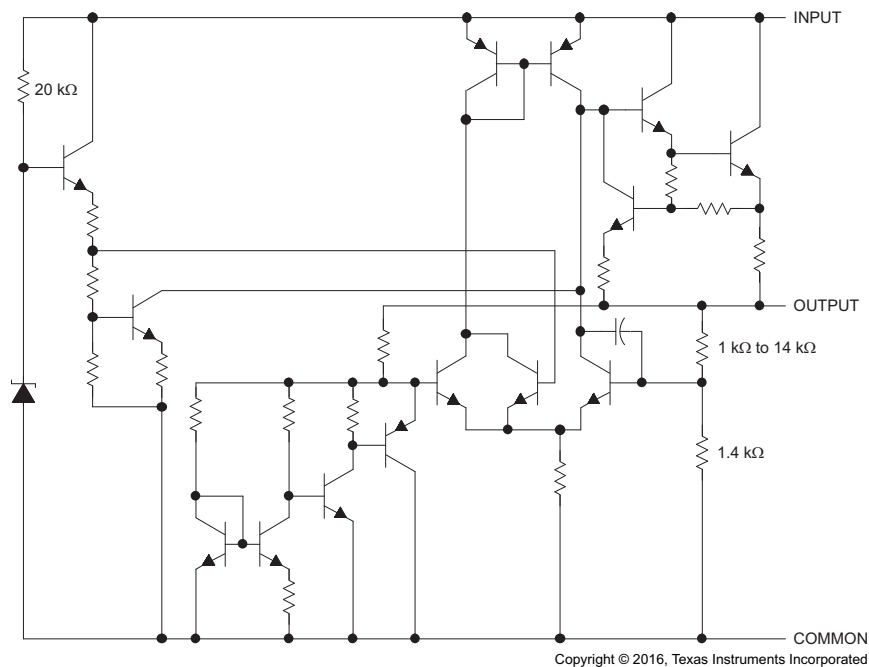 INPUT
20 kΩ
OUTPUT
1 kΩ to 14 kΩ
1.4 kΩ
COMMON
Copyright © 2016, Texas Instruments Incorporated